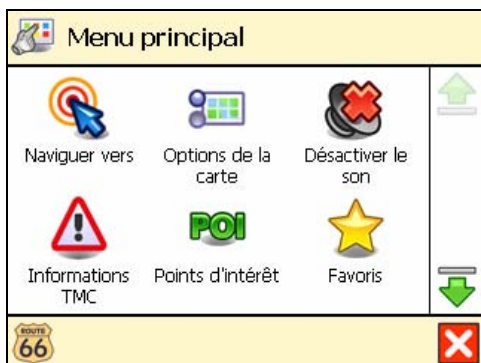 Menu principal
Naviguer vers
Options de la
carte
Désactiver le
son
POI
Informations
TMC
Points d'intérêt
Favoris
ROUTE
66